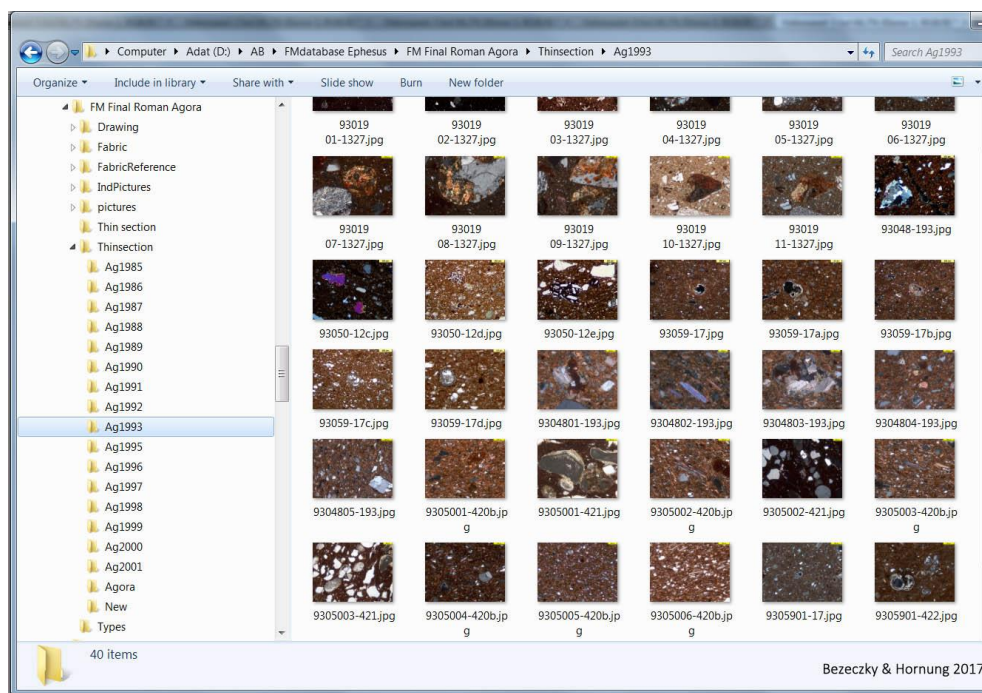 Computer ▸ Adat (D:) ▸ AB ▸ FMdatabase Ephesus ▸ FM Final Roman Agora ▸ Thinsection ▸ Ag1993
Search Ag1993
Organize Include in library Share with Slide show Burn New folder
FM Final Roman Agora
Drawing
Fabric
FabricReference
IndPictures
pictures
Thin section
Thinsection
Ag1985
Ag1986
Ag1987
Ag1988
Ag1989
Ag1990
Ag1991
Ag1992
Ag1993
Ag1995
Ag1996
Ag1997
Ag1998
Ag1999
Ag2000
Ag2001
Agora
New
Types
93019 93019 93019 93019 93019 93019
01-1327.jpg 02-1327.jpg 03-1327.jpg 04-1327.jpg 05-1327.jpg 06-1327.jpg
93019 93019 93019 93019 93019 93048-193.jpg
07-1327.jpg 08-1327.jpg 09-1327.jpg 10-1327.jpg 11-1327.jpg
93050-12c.jpg 93050-12d.jpg 93050-12e.jpg 93059-17.jpg 93059-17a.jpg 93059-17b.jpg
93059-17c.jpg 93059-17d.jpg 9304801-193.jpg 9304802-193.jpg 9304803-193.jpg 9304804-193.jpg
9304805-193.jpg 9305001-420b.jp 9305001-421.jpg 9305002-420b.jp 9305002-421.jpg 9305003-420b.jp
g g g
9305003-421.jpg 9305004-420b.jp 9305005-420b.jp 9305006-420b.jp 9305901-17.jpg 9305901-422.jpg
g g g
40 items
Bezeczky & Hornung 2017